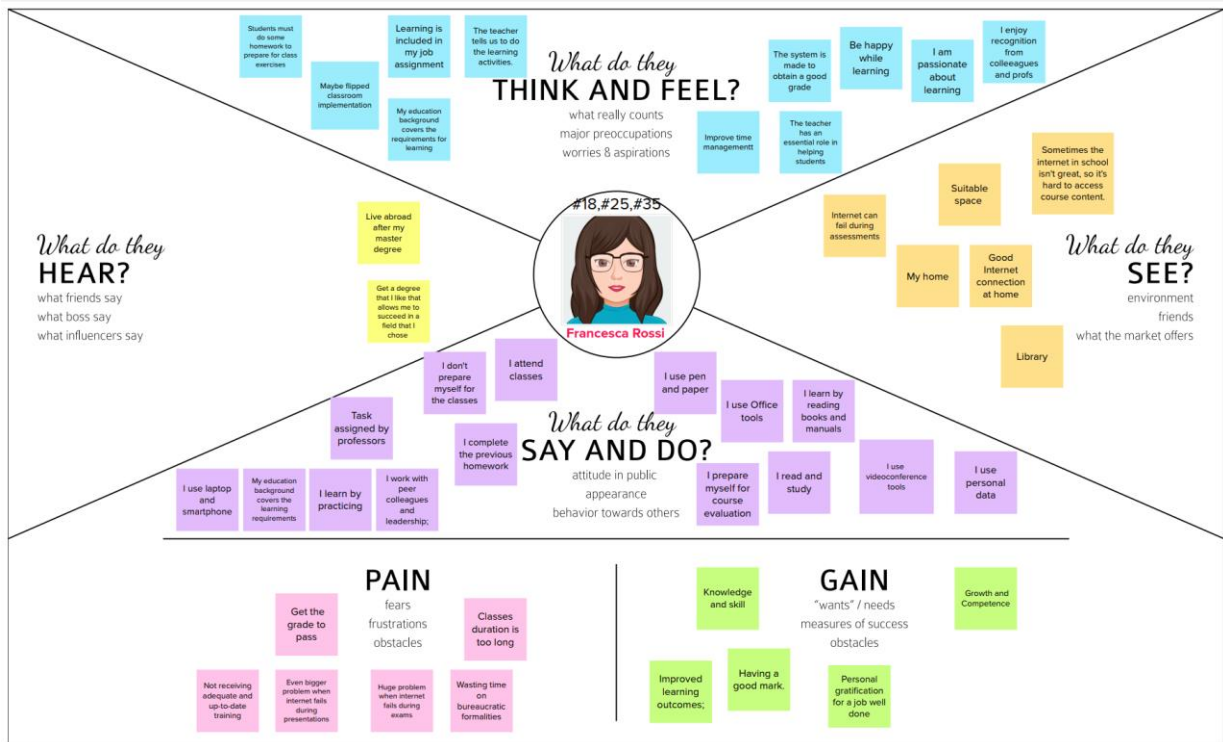 Students must
do some
homework to
prepare for class
exercises
Maybe flipped
classroom
implementation
Learning is
included in
my job
assignment
The teacher
tells us to do
the learning
activities.
My education
background
covers the
requirements for
learning
What do they
THINK AND FEEL?
what really counts
major preoccupations
worries & aspirations
The system is
made to
obtain a good
grade
Be happy
while
learning
I am
passionate
about
learning
I enjoy
recognition
from
colleeagues
and profs
Improve time
managementt
The teacher
has an
essential role
in helping
students
What do they
HEAR?
what friends say
what boss say
what influencers say
Live abroad
after my
master
degree
Get a degree
that I like that
allows me to
succeed in a
field that I
chose
#18,#25,#35
Francesca Rossi
Internet can
fail during
assessments
Suitable
space
Sometimes the
internet in school
isn't great, so it's
hard to access
course content.
My home
Good
Internet
connection
at home
Library
What do they
SEE?
environment
friends
what the market offers
I don't
prepare
myself for
the classes
I attend
classes
Task
assigned by
professors
I complete
the previous
homework
I use laptop
and
smartphone
My education
background
covers the
learning
requirements
I learn by
practicing
I work with
peer
colleagues
and
leadership;
What do they
SAY AND DO?
attitude in public
appearance
behavior towards others
I use pen
and paper
I use Office
tools
I learn by
reading
books and
manuals
I prepare
myself for
course
evaluation
I read and
study
I use
videoconference
tools
I use
personal
data
PAIN
fears
frustrations
obstacles
Get the
grade to
pass
Classes
duration is
too long
Not receiving
adequate and
up-to-date
training
Even bigger
problem when
internet fails
during
presentations
Huge problem
when internet
fails during
exams
Wasting time
on
bureaucratic
formalities
GAIN
"wants" / needs
measures of success
obstacles
Knowledge
and skill
Growth and
Competence
Improved
learning
outcomes;
Having a
good mark.
Personal
gratification
for a job well
done